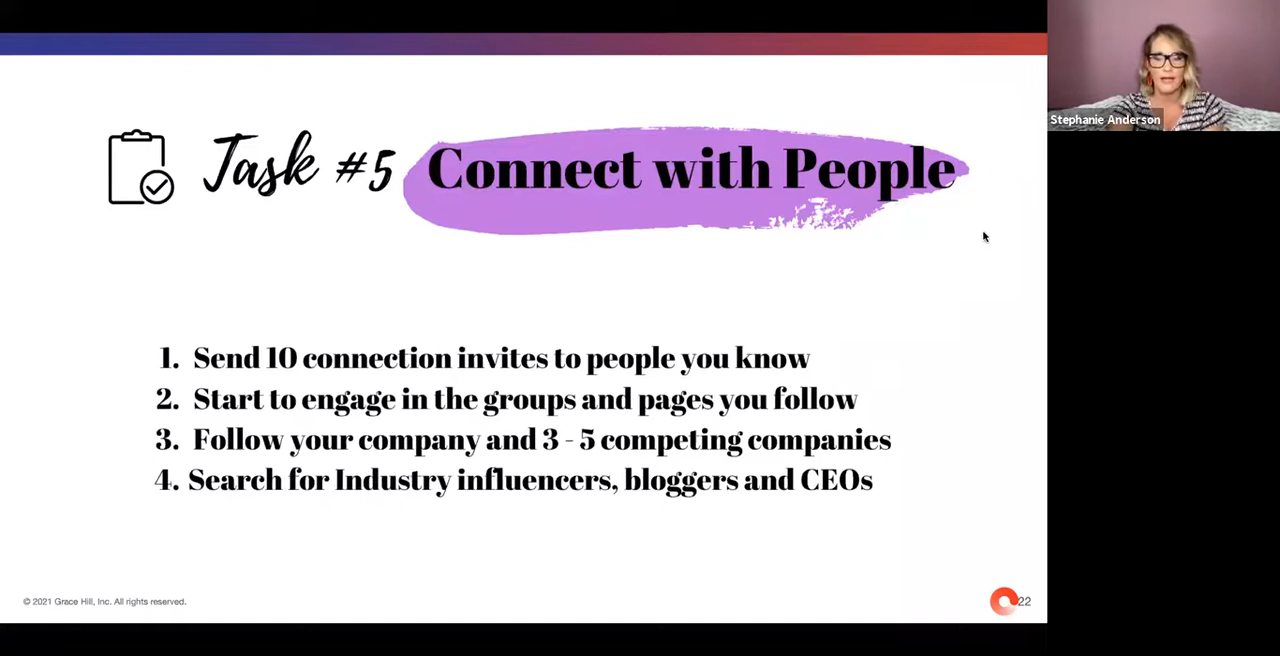 Task #5 Connect with People
Stephanie Anderson
1. Send 10 connection invites to people you know
2. Start to engage in the groups and pages you follow
3. Follow your company and 3 - 5 competing companies
4. Search for Industry influencers, bloggers and CEOs
© 2021 Grace Hill, Inc. All rights reserved.
22